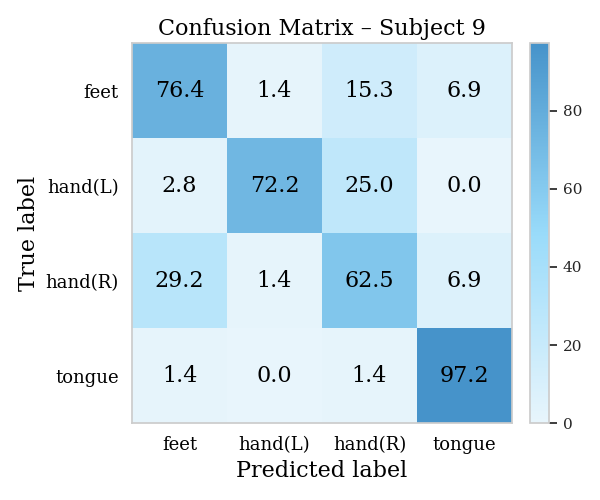 Confusion Matrix – Subject 9
feet 76.4 1.4 15.3 6.9
hand(L) 2.8 72.2 25.0 0.0
hand(R) 29.2 1.4 62.5 6.9
tongue 1.4 0.0 1.4 97.2
feet hand(L) hand(R) tongue
Predicted label
True label
80
60
40
20
0